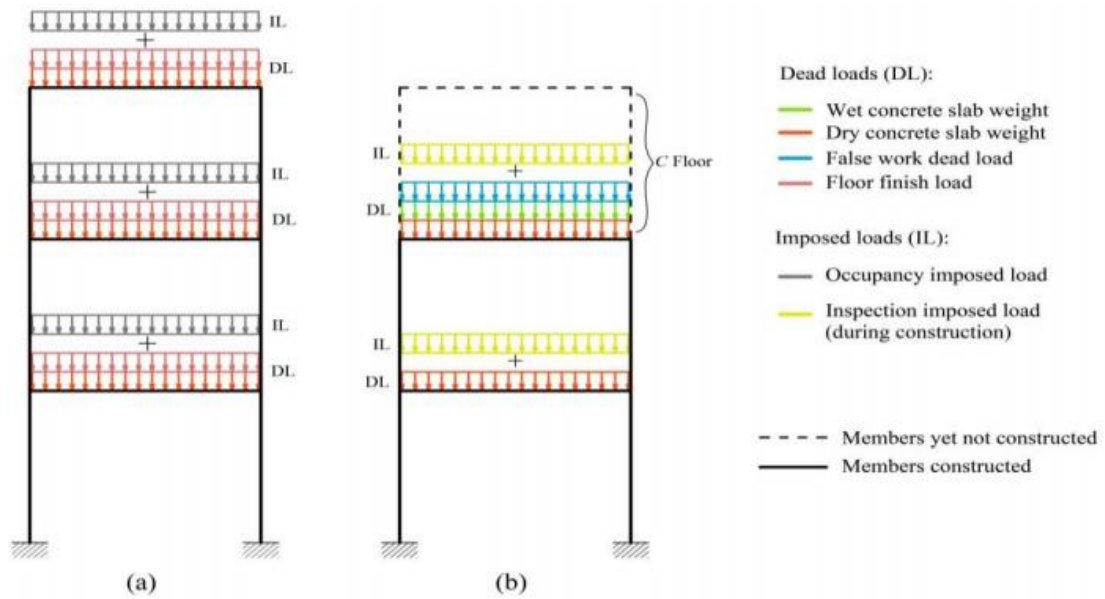 IL
+
DL
IL
+
DL
IL
+
DL
(a)
IL
+
DL
C Floor
IL
+
DL
(b)
Dead loads (DL):
Wet concrete slab weight
Dry concrete slab weight
False work dead load
Floor finish load
Imposed loads (IL):
Occupancy imposed load
Inspection imposed load
(during construction)
Members yet not constructed
Members constructed